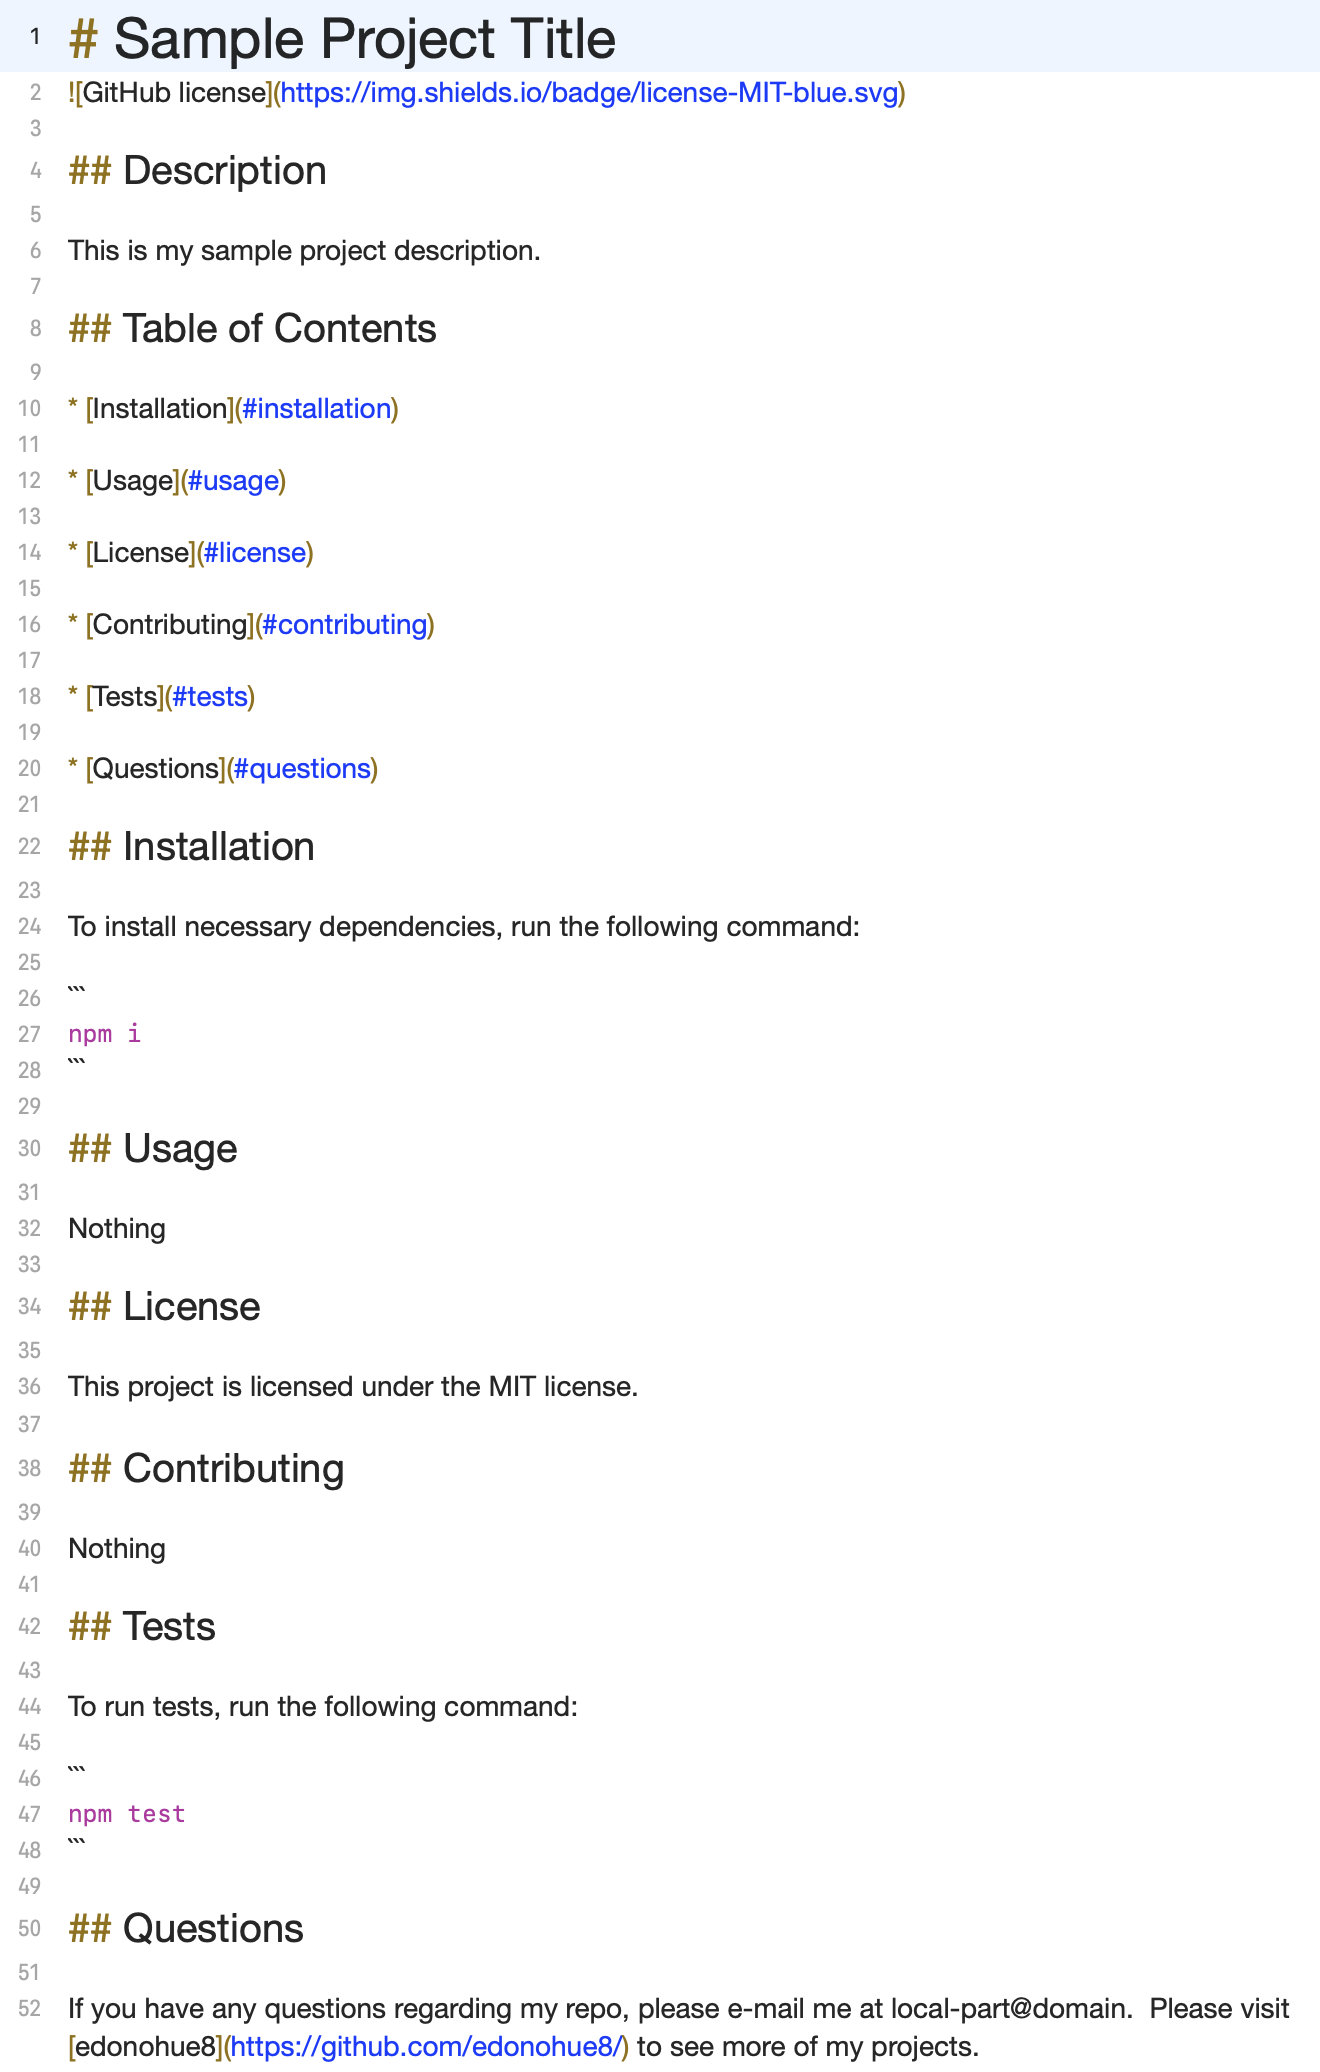 1 # Sample Project Title
2 ![GitHub license](https://img.shields.io/badge/license-MIT-blue.svg)
3
4 ## Description
5
6 This is my sample project description.
7
8 ## Table of Contents
9
10 * [Installation](#installation)
11
12 * [Usage](#usage)
13
14 * [License](#license)
15
16 * [Contributing](#contributing)
17
18 * [Tests](#tests)
19
20 * [Questions](#questions)
21
22 ## Installation
23
24 To install necessary dependencies, run the following command:
25
26 ```
27 npm i
28 ```
29
30 ## Usage
31
32 Nothing
33
34 ## License
35
36 This project is licensed under the MIT license.
37
38 ## Contributing
39
40 Nothing
41
42 ## Tests
43
44 To run tests, run the following command:
45
46 ```
47 npm test
48 ```
49
50 ## Questions
51
52 If you have any questions regarding my repo, please e-mail me at local-part@domain.  Please visit
[edonohue8](https://github.com/edonohue8/) to see more of my projects.